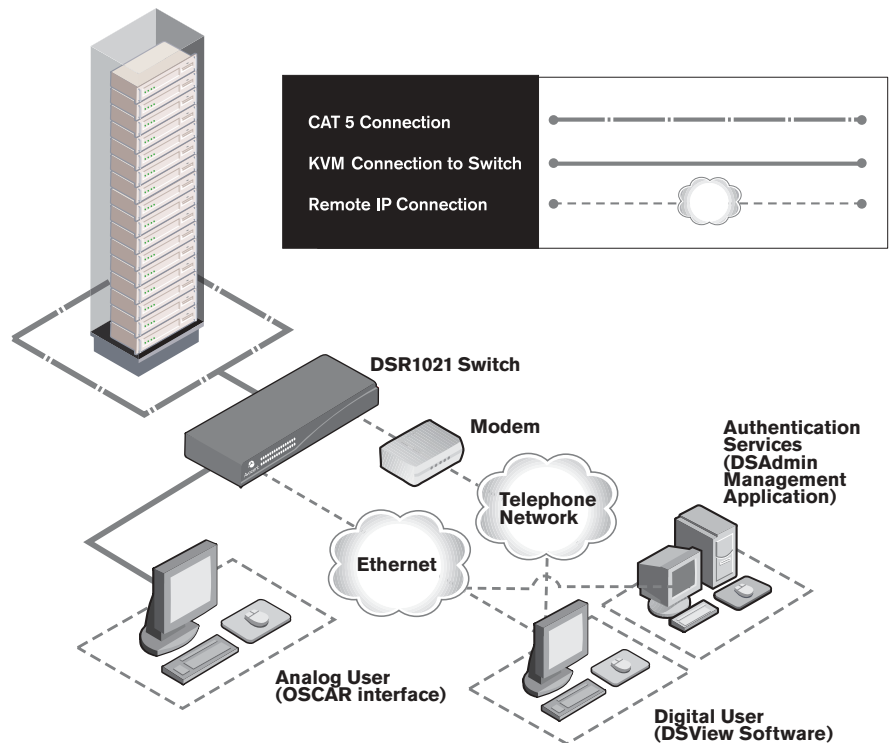 CAT 5 Connection
KVM Connection to Switch
Remote IP Connection
DSR1021 Switch
Modem
Authentication
Services
(DSAdmin
Management
Application)
Telephone
Network
Ethernet
Analog User
(OSCAR interface)
Digital User
(DSView Software)